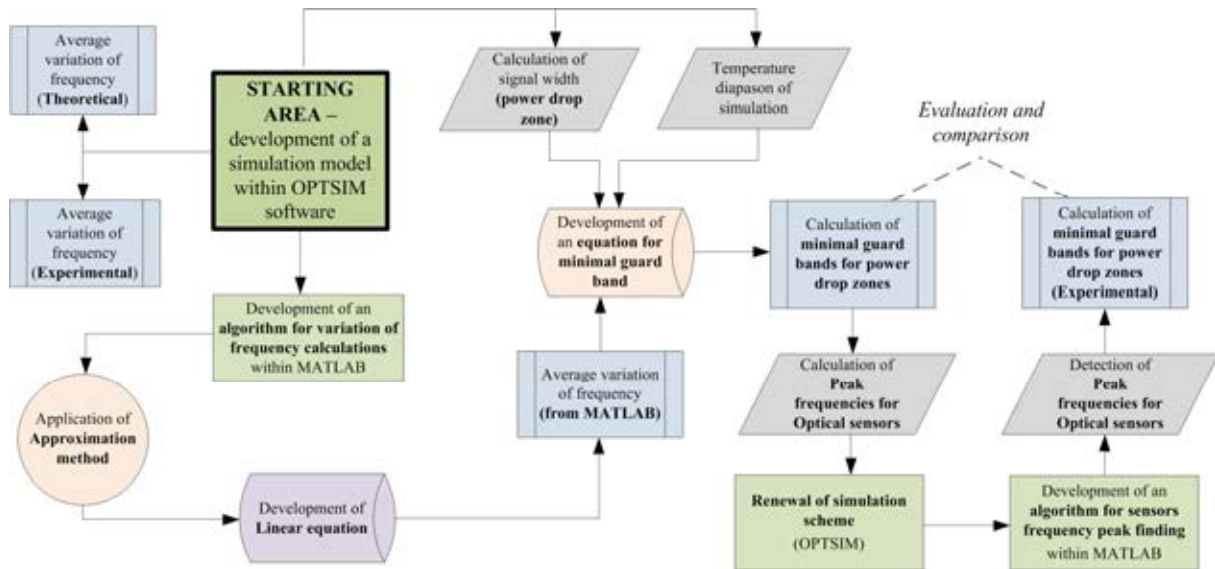 Average
variation of
frequency
(Theoretical)
Average
variation of
frequency
(Experimental)
STARTING
AREA –
development of a
simulation model
within OPTSIM
software
Development of an
algorithm for variation of
frequency calculations
within MATLAB
Application of
Approximation
method
Development of
Linear equation
Calculation of
signal width
(power drop
zone)
Temperature
diapason of
simulation
Development of
an equation for
minimal guard
band
Average variation
of frequency
(from MATLAB)
Evaluation and
comparison
Calculation of
minimal guard
bands for power
drop zones
Calculation of
Peak
frequencies for
Optical sensors
Renewal of simulation
scheme
(OPTSIM)
Calculation of
minimal guard
bands for power
drop zones
(Experimental)
Detection of
Peak
frequencies for
Optical sensors
Development of an
algorithm for sensors
frequency peak finding
within MATLAB